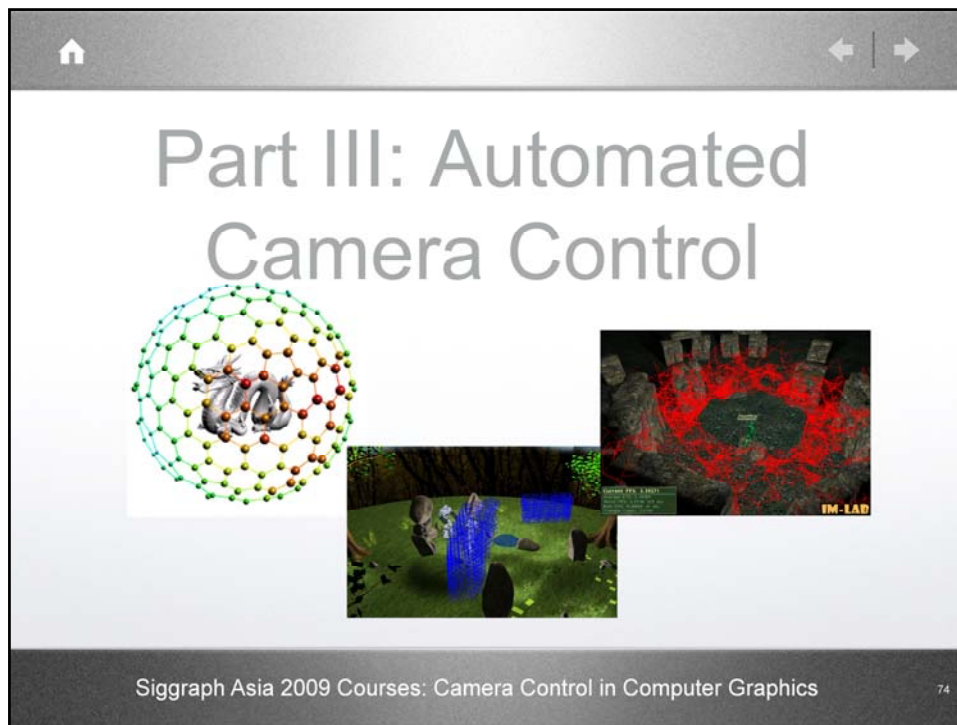 Part III: Automated
Camera Control
IM-LAB
Siggraph Asia 2009 Courses: Camera Control in Computer Graphics
74